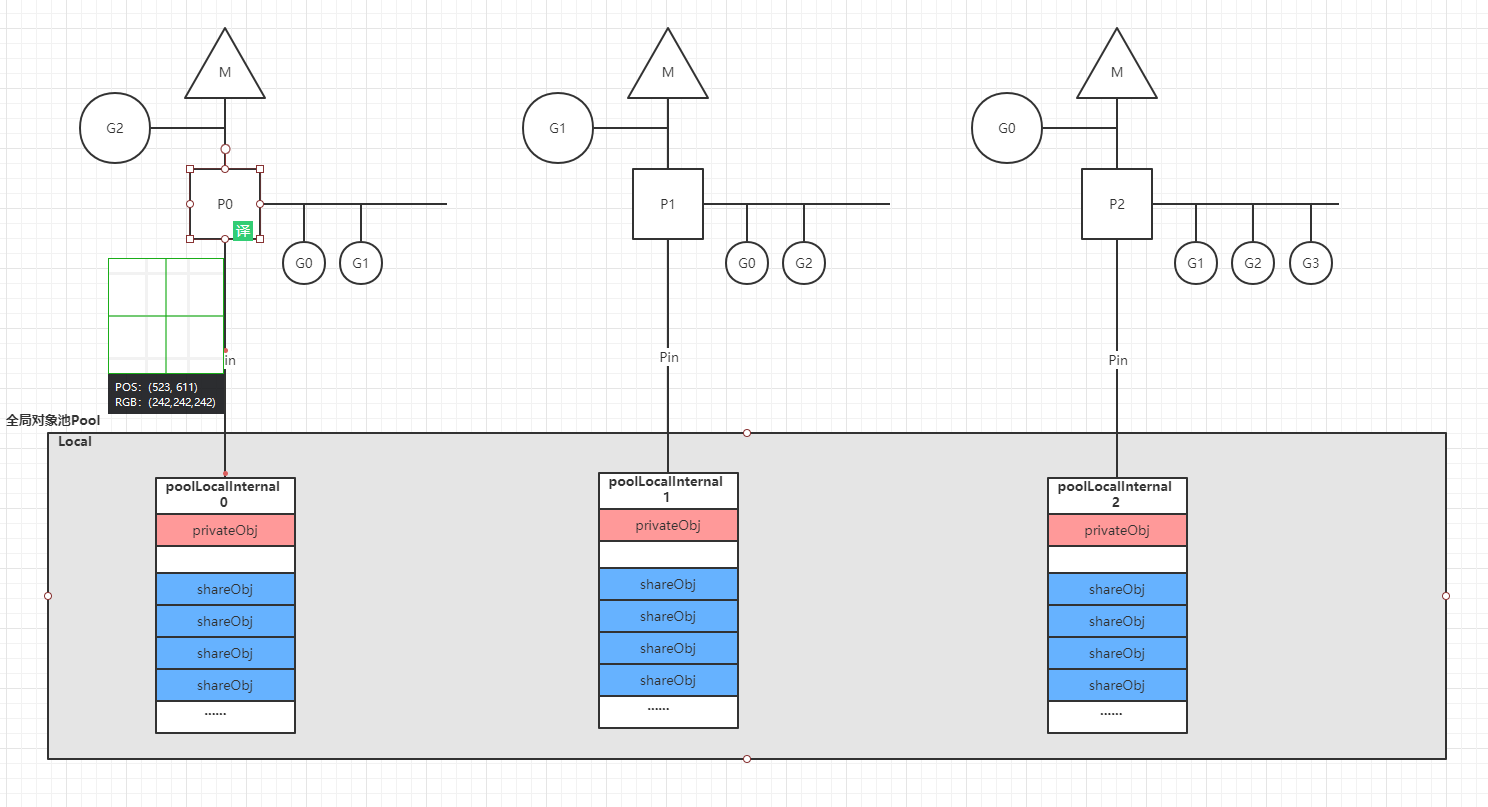 M
M
M
G2
G1
G0
P0
P1
P2
译
G0
G1
G0
G2
G1
G2
G3
in
Pin
Pin
POS: (523, 611)
RGB: (242,242,242)
全局对象池Pool
Local
poolLocalInternal
0
privateObj
shareObj
shareObj
shareObj
shareObj
......
poolLocalInternal
1
privateObj
shareObj
shareObj
shareObj
shareObj
......
poolLocalInternal
2
privateObj
shareObj
shareObj
shareObj
shareObj
......